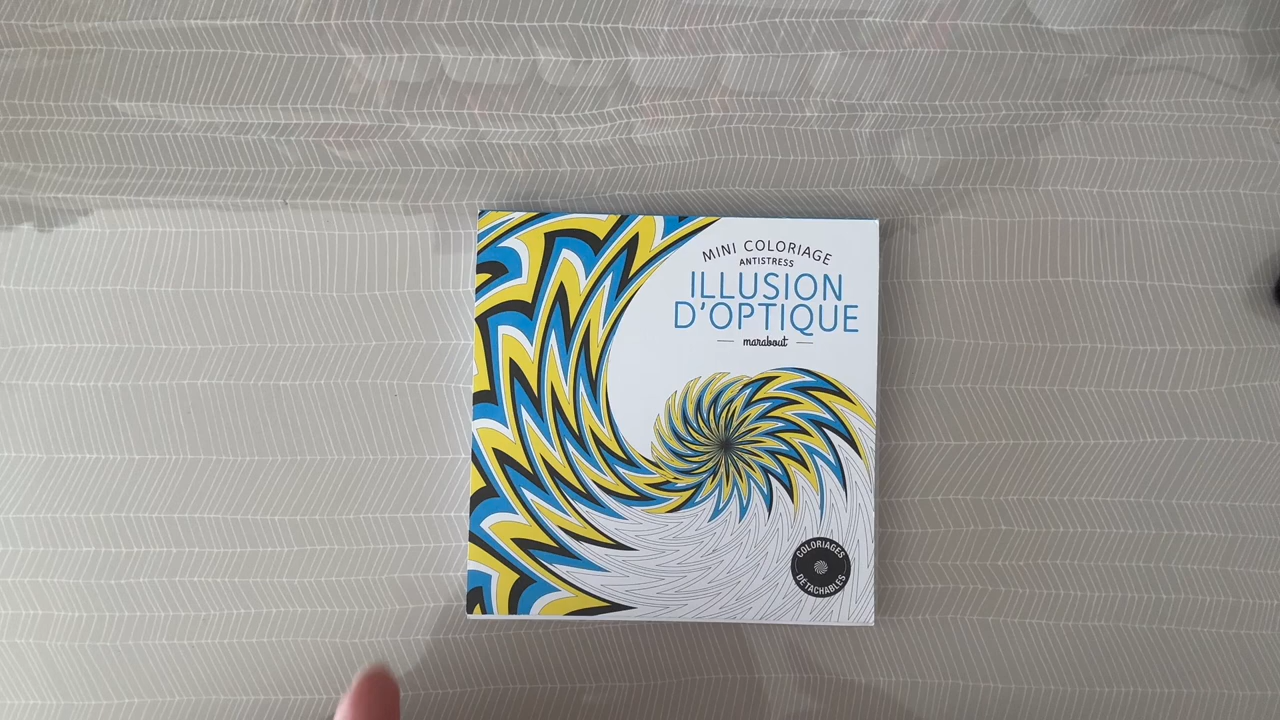 MINI COLORIAGE
ANTISTRESS
ILLUSION
D'OPTIQUE
marabout
COLORIAGES
DÉTACHABLES